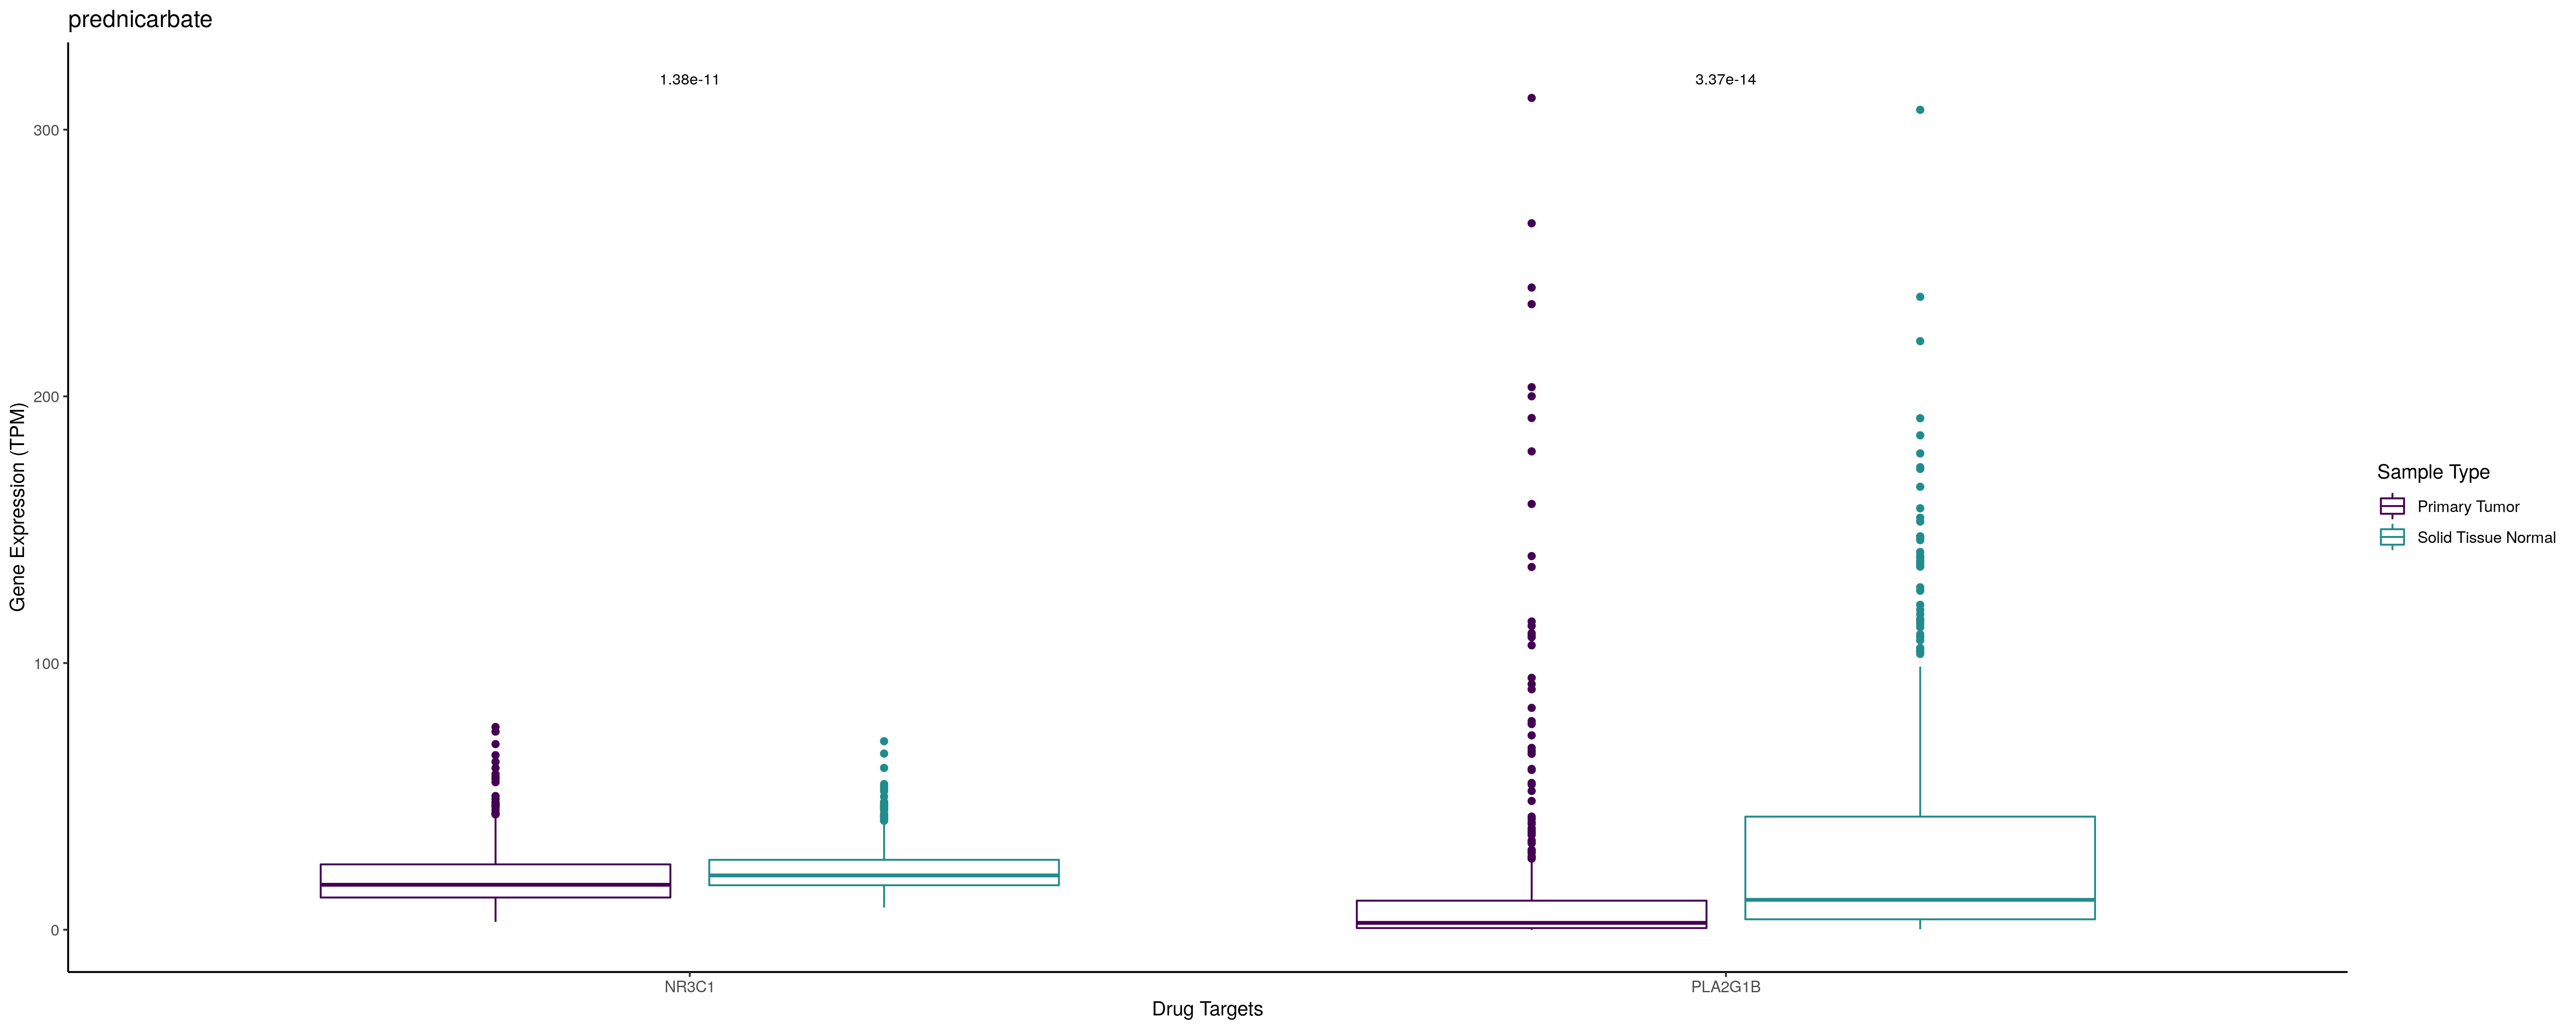 prednicarbate
1.38e-11
3.37e-14
300
200
100
0
Gene Expression (TPM)
NR3C1
PLA2G1B
Drug Targets
Sample Type
Primary Tumor
Solid Tissue Normal